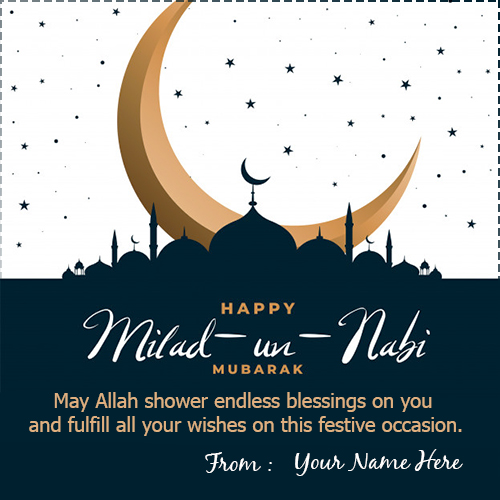 HAPPY
Milad-un-Nabi
MUBARAK
May Allah shower endless blessings on you
and fulfill all your wishes on this festive occasion.
From : Your Name Here